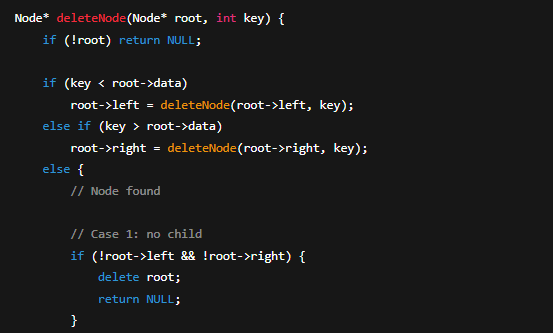 Node* deleteNode(Node* root, int key) {
if (!root) return NULL;
if (key < root->data)
root->left = deleteNode(root->left, key);
else if (key > root->data)
root->right = deleteNode(root->right, key);
else {
// Node found
// Case 1: no child
if (!root->left && !root->right) {
delete root;
return NULL;
}